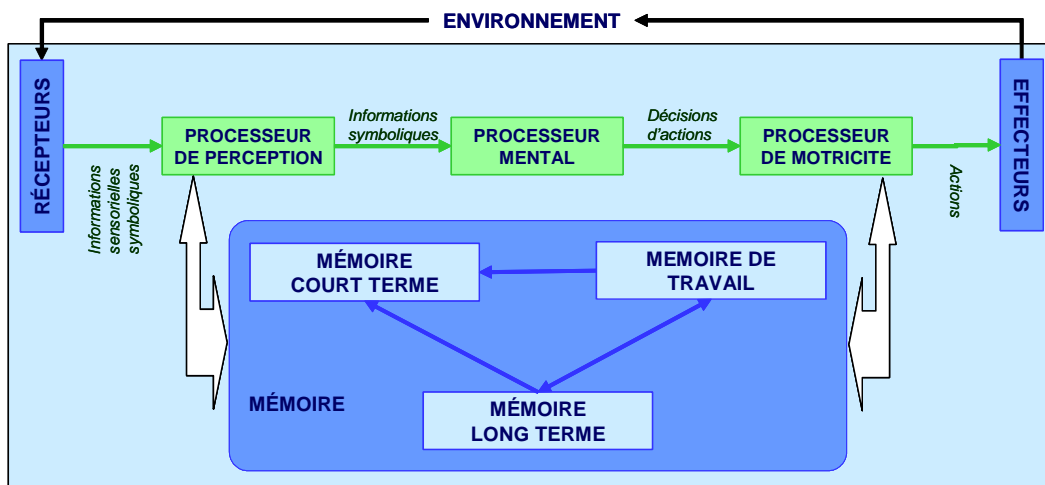 ENVIRONNEMENT
RÉCEPTEURS
Informations
sensorielles
symboliques
PROCESSEUR
DE PERCEPTION
Informations
symboliques
PROCESSEUR
MENTAL
Décisions
d'actions
PROCESSEUR
DE MOTRICITE
Actions
EFFECTEURS
MÉMOIRE
COURT TERME
MEMOIRE DE
TRAVAIL
MÉMOIRE
MÉMOIRE
LONG TERME